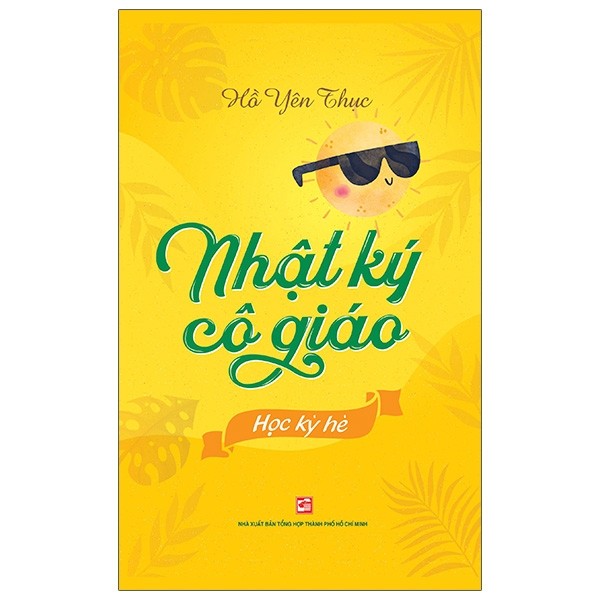 Hồ Yên Thục
Nhật ký
cô giáo
Học kỳ hè
NHÀ XUẤT BẢN TỔNG HỢP THÀNH PHỐ HỒ CHÍ MINH